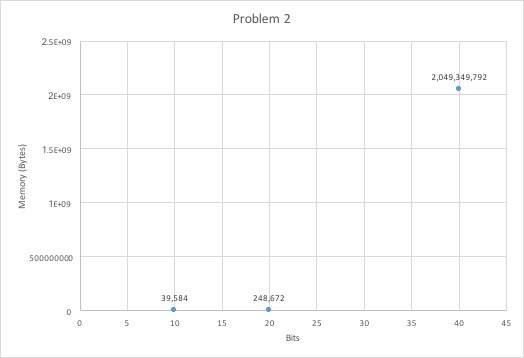 Problem 2
2.5E+09
2E+09
1.5E+09
1E+09
500000000
0
Memory (Bytes)
2,049,349,792
39,584
248,672
0 5 10 15 20 25 30 35 40 45
Bits